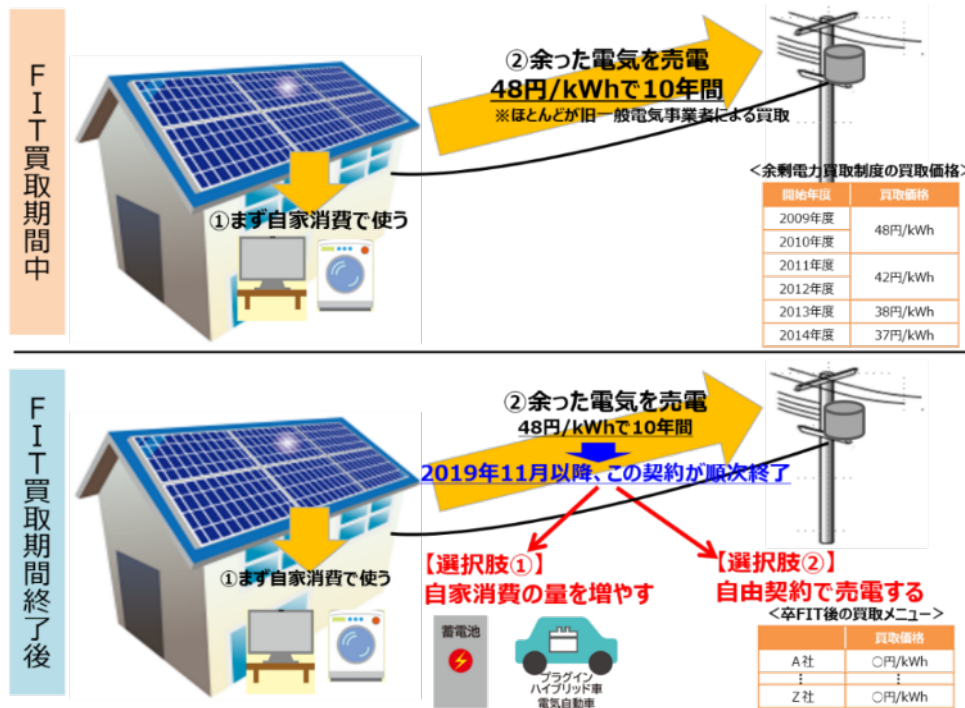 FIT買取期間中
②余った電気を売電
48円/kWhで10年間
※ほとんどが旧一般電気事業者による買取
①まず自家消費で使う
<余剰電力買取制度の買取価格>
開始年度 買取価格
2009年度 48円/kWh
2010年度
2011年度 42円/kWh
2012年度
2013年度 38円/kWh
2014年度 37円/kWh
FIT買取期間終了後
②余った電気を売電
48円/kWhで10年間
2019年11月以降、この契約が順次終了
①まず自家消費で使う
【選択肢①】
自家消費の量を増やす
蓄電池
プラグイン
ハイブリッド車
電気自動車
【選択肢②】
自由契約で売電する
<卒FIT後の買取メニュー>
買取価格
A社 ○円/kWh
⋮ ⋮
Z社 ○円/kWh